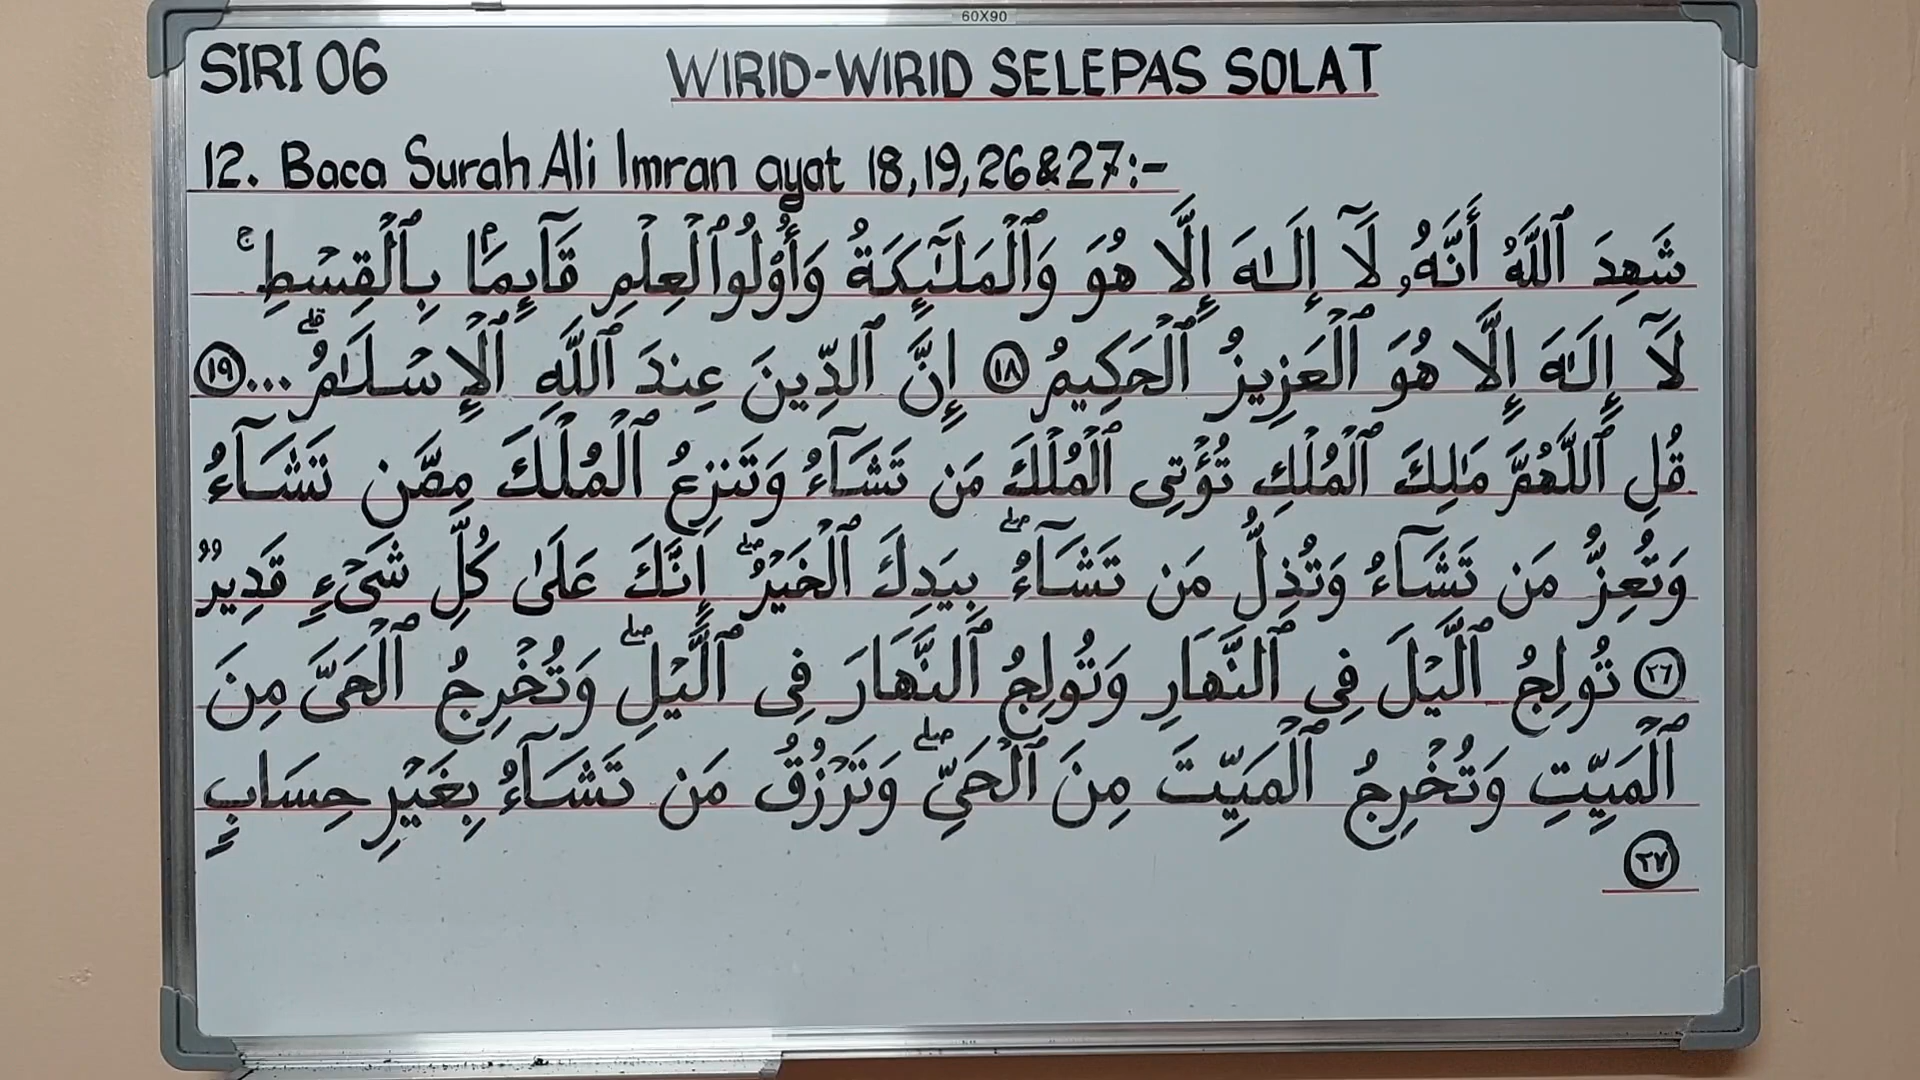 60X90
SIRI 06
WIRID-WIRID SELEPAS SOLAT
12. Baca Surah Ali Imran ayat 18,19,26&27:-
شَهِدَ ٱللَّهُ أَنَّهُۥ لَآ إِلَـٰهَ إِلَّا هُوَ وَٱلْمَلَـٰٓئِكَةُ وَأُو۟لُوا۟ ٱلْعِلْمِ قَآئِمًۢا بِٱلْقِسْطِ ۚ
لَآ إِلَـٰهَ إِلَّا هُوَ ٱلْعَزِيزُ ٱلْحَكِيمُ ١٨ إِنَّ ٱلدِّينَ عِندَ ٱللَّهِ ٱلْإِسْلَـٰمُ ۗ ... ١٩
قُلِ ٱللَّهُمَّ مَـٰلِكَ ٱلْمُلْكِ تُؤْتِى ٱلْمُلْكَ مَن تَشَآءُ وَتَنزِعُ ٱلْمُلْكَ مِمَّن تَشَآءُ
وَتُعِزُّ مَن تَشَآءُ وَتُذِلُّ مَن تَشَآءُ ۖ بِيَدِكَ ٱلْخَيْرُ ۖ إِنَّكَ عَلَىٰ كُلِّ شَىْءٍ قَدِيرٌ
٢٦ تُولِجُ ٱلَّيْلَ فِى ٱلنَّهَارِ وَتُولِجُ ٱلنَّهَارَ فِى ٱلَّيْلِ ۖ وَتُخْرِجُ ٱلْحَىَّ مِنَ
ٱلْمَيِّتِ وَتُخْرِجُ ٱلْمَيِّتَ مِنَ ٱلْحَىِّ ۖ وَتَرْزُقُ مَن تَشَآءُ بِغَيْرِ حِسَابٍ
٢٧